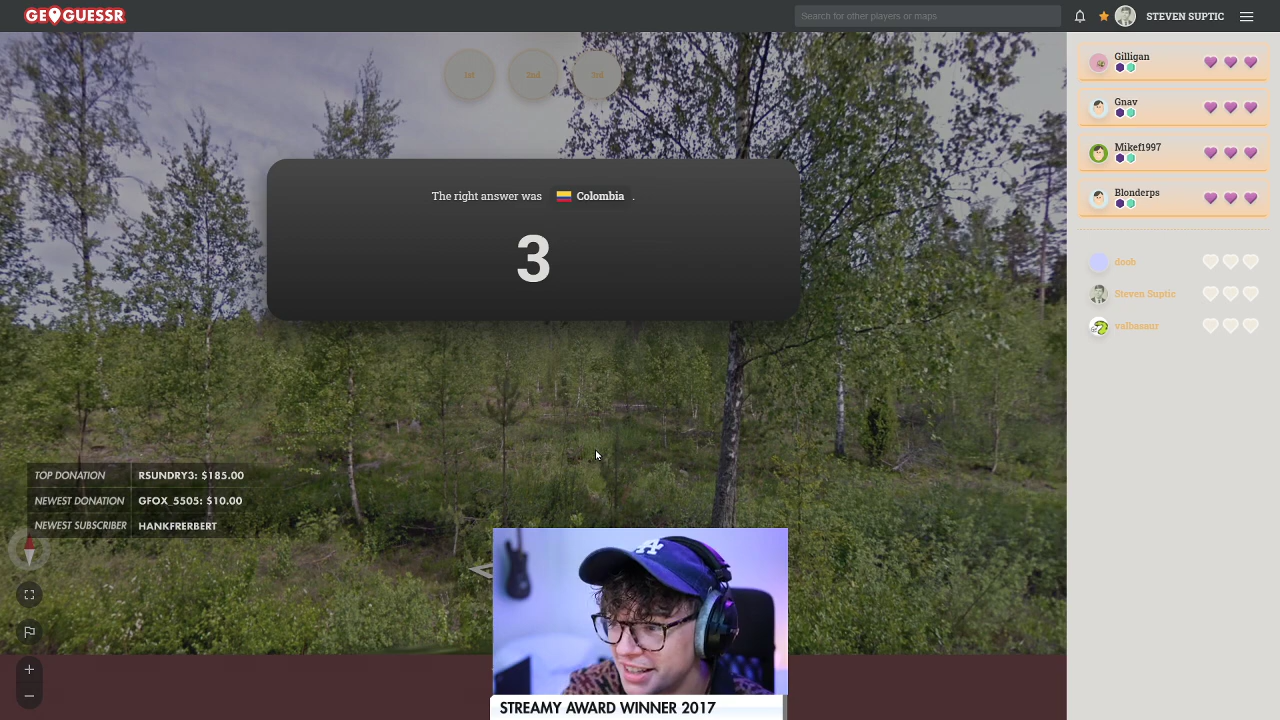 GEOGUESSR
Search for other players or maps
STEVEN SUPTIC
1st
2nd
3rd
The right answer was Colombia .
3
Gilligan
Gnav
Mikef1997
Blonderps
doob
Steven Suptic
valbasaur
TOP DONATION RSUNDRY3: $185.00
NEWEST DONATION GFOX_5505: $10.00
NEWEST SUBSCRIBER HANKFRERBERT
STREAMY AWARD WINNER 2017